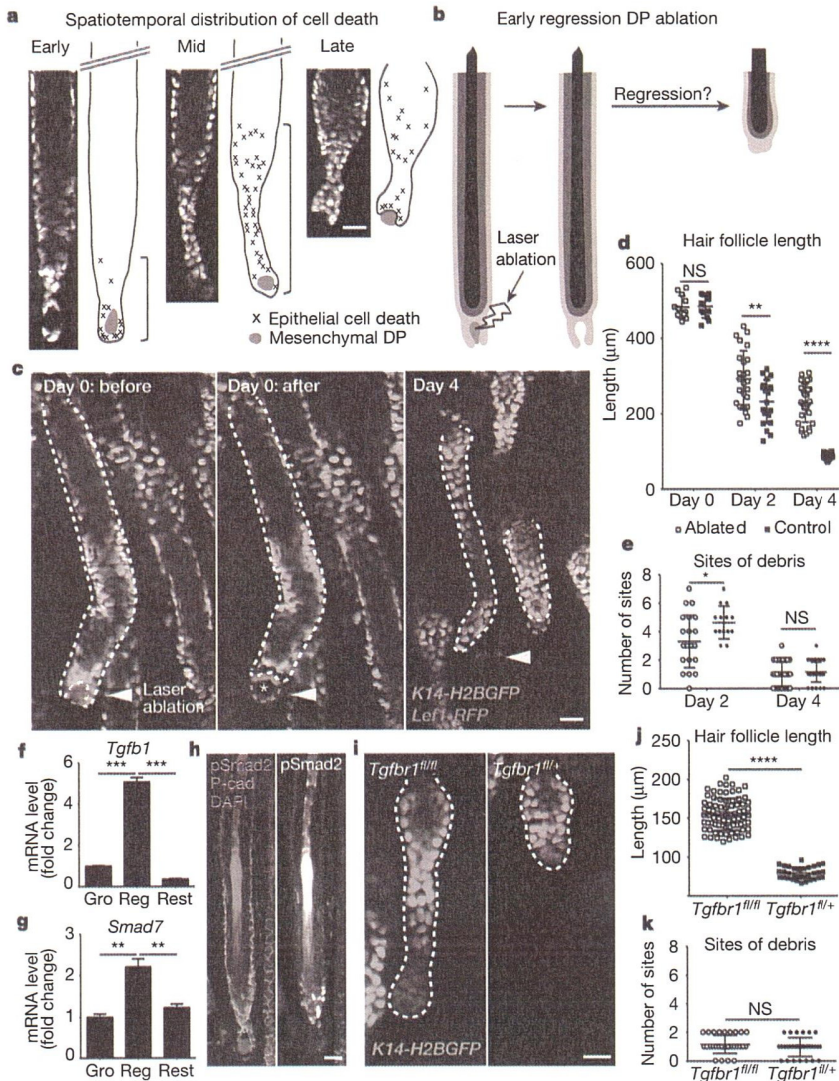 a
Spatiotemporal distribution of cell death
Early
Mid
Late
x Epithelial cell death
Mesenchymal DP
b
Early regression DP ablation
Regression?
Laser
ablation
c
Day 0: before
Day 0: after
Day 4
Laser
ablation
K14-H2BGFP
Lef1-RFP
d
Hair follicle length
NS
**
****
Length (µm)
600
400
200
0
Day 0
Day 2
Day 4
Ablated
Control
e
Sites of debris
*
NS
Number of sites
8
6
4
2
0
Day 2
Day 4
f
Tgfb1
*** ***
mRNA level
(fold change)
6
4
2
0
Gro Reg Rest
g
Smad7
** **
mRNA level
(fold change)
3
2
1
0
Gro Reg Rest
h
pSmad2
P-cad
DAPI
pSmad2
i
Tgfbr1fl/fl
Tgfbr1fl/+
K14-H2BGFP
j
Hair follicle length
****
Length (µm)
250
200
150
100
Tgfbr1fl/fl Tgfbr1fl/+
k
Sites of debris
NS
Number of sites
8
6
4
2
0
Tgfbr1fl/fl Tgfbr1fl/+